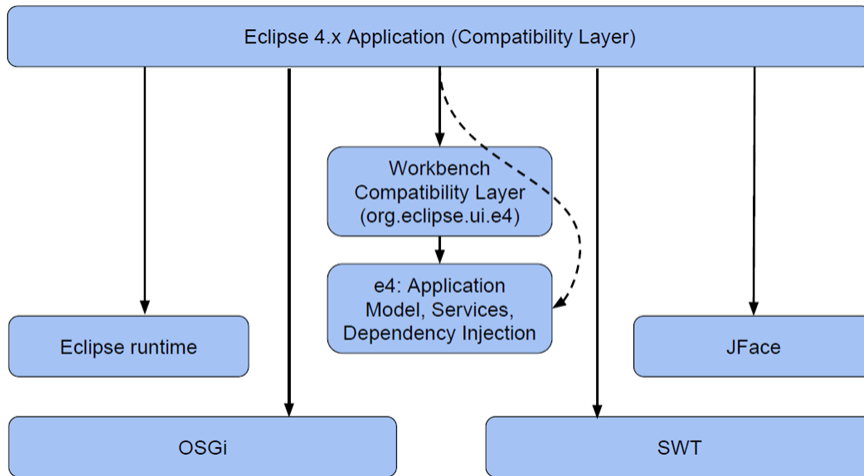 Eclipse 4.x Application (Compatibility Layer)
Workbench
Compatibility Layer
(org.eclipse.ui.e4)
e4: Application
Model, Services,
Dependency Injection
Eclipse runtime
JFace
OSGi
SWT